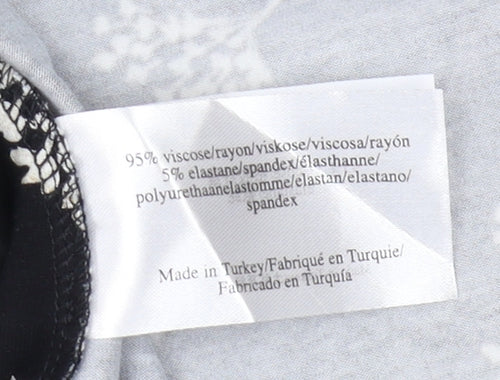 95% viscose/rayon/viskose/viscosa/rayón
5% elastane/spandex/élasthanne/
polyurethaanelastomme/elastan/elastano/
spandex
Made in Turkey/Fabriqué en Turquie/
Fabricado en Turquía